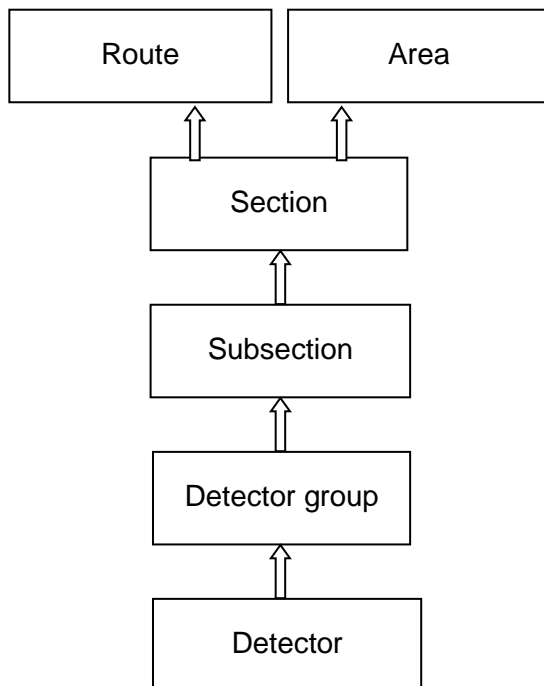 Route
Area
Section
Subsection
Detector group
Detector